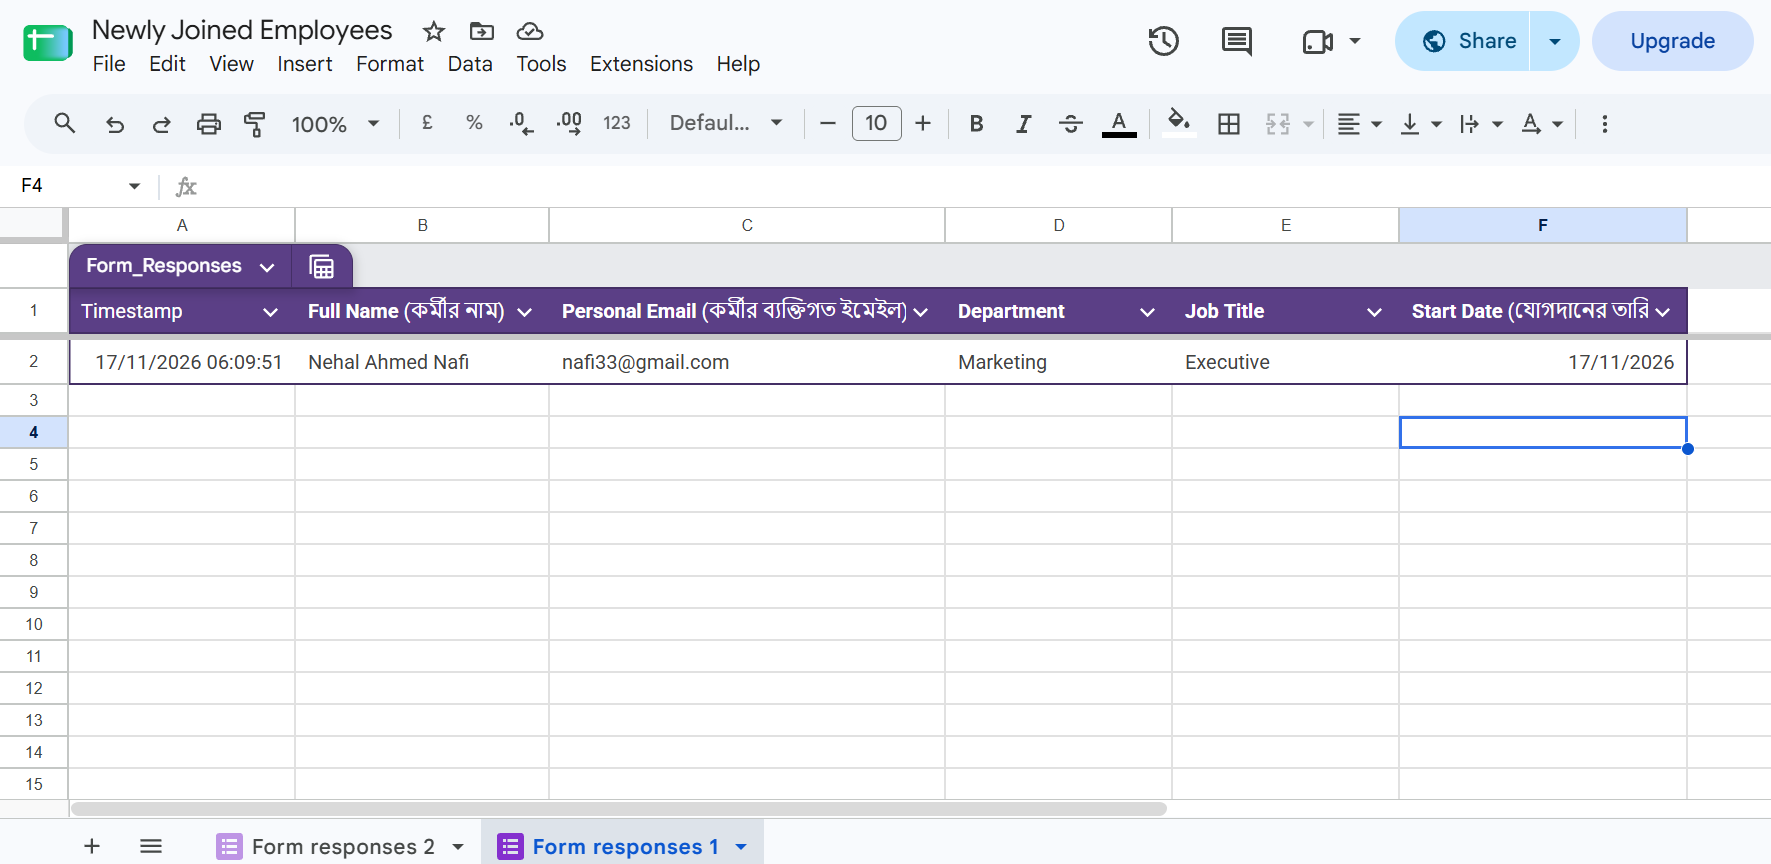 Newly Joined Employees
File Edit View Insert Format Data Tools Extensions Help
Share
Upgrade
100% £ % .0 .00 123 Defaul... 10 B I A A
F4 fx
A B C D E F
Form_Responses
1 Timestamp Full Name (কর্মীর নাম) Personal Email (কর্মীর ব্যক্তিগত ইমেইল) Department Job Title Start Date (যোগদানের তারি
2 17/11/2026 06:09:51 Nehal Ahmed Nafi nafi33@gmail.com Marketing Executive 17/11/2026
3
4
5
6
7
8
9
10
11
12
13
14
15
Form responses 2 Form responses 1